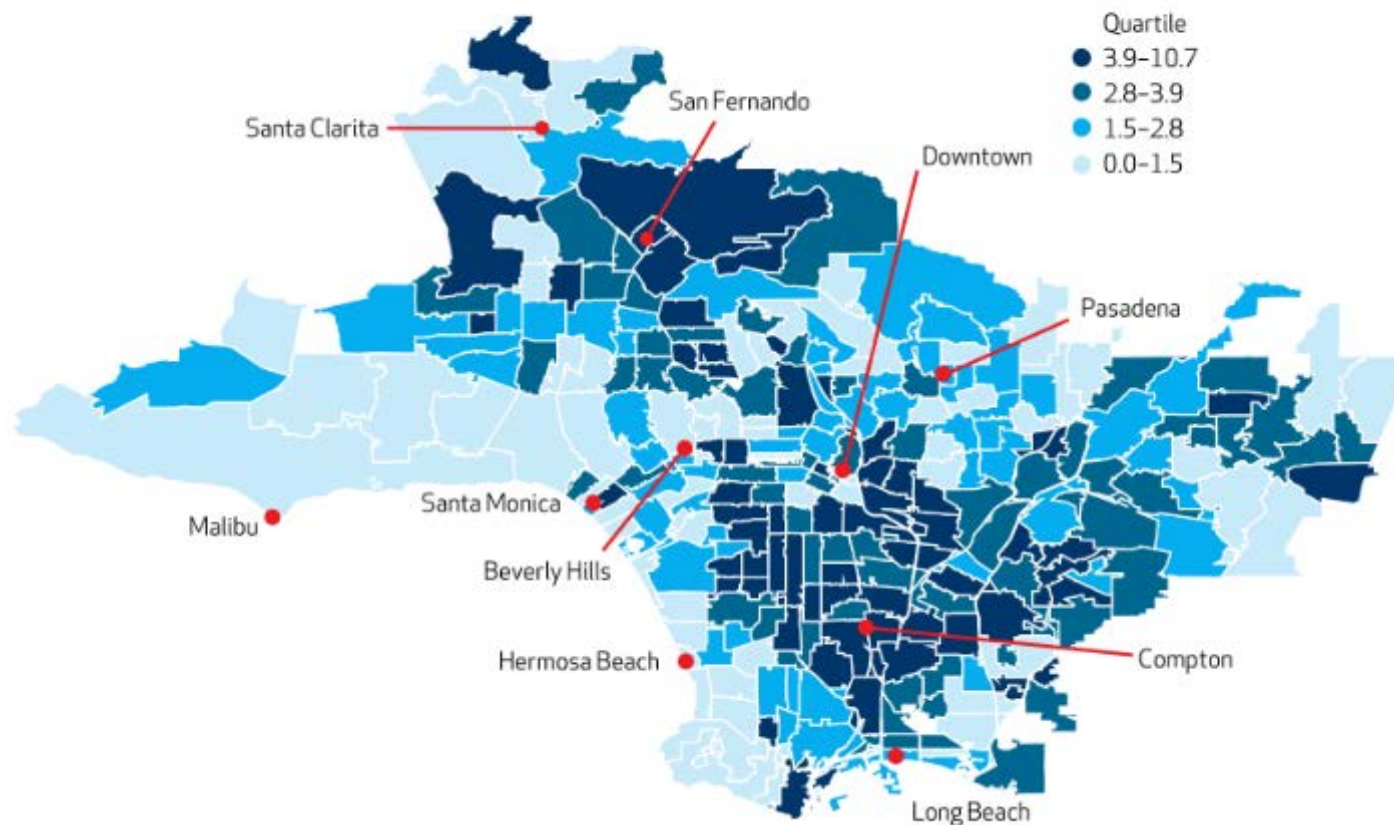 Quartile
3.9–10.7
2.8–3.9
1.5–2.8
0.0–1.5
San Fernando
Santa Clarita
Downtown
Pasadena
Santa Monica
Malibu
Beverly Hills
Hermosa Beach
Compton
Long Beach